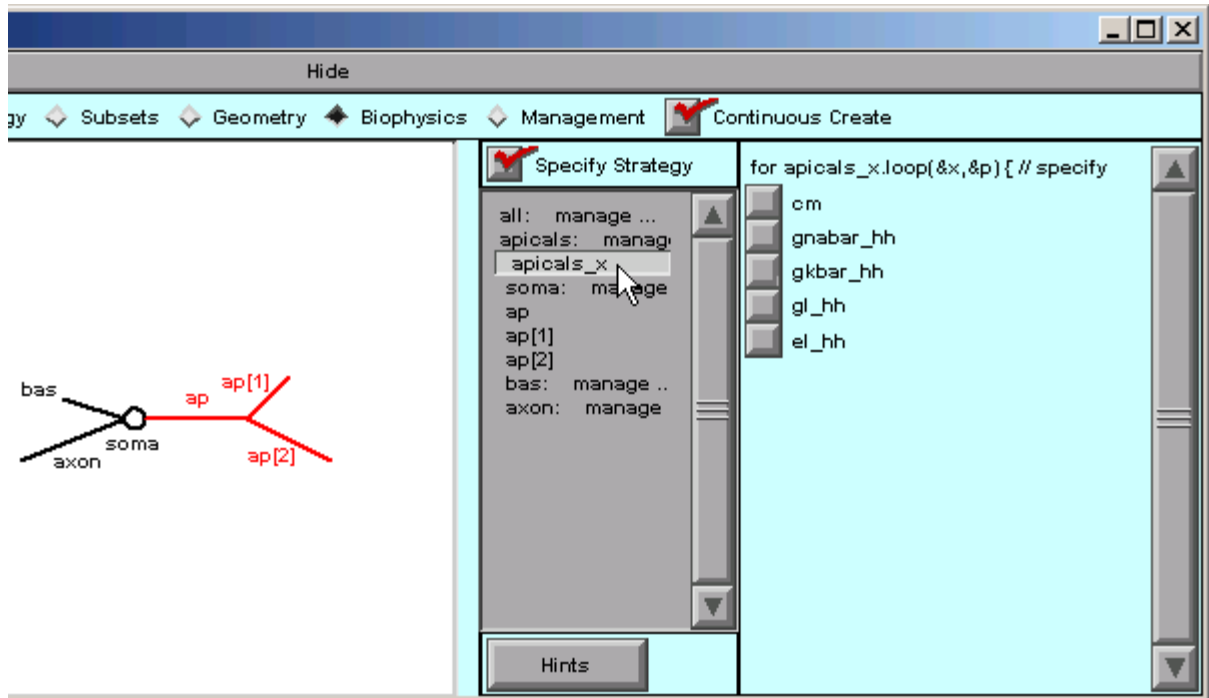 Hide
gy Subsets Geometry Biophysics Management Continuous Create
Specify Strategy
all: manage ...
apicals: manage
apicals_x
soma: manage
ap
ap[1]
ap[2]
bas: manage ..
axon: manage
Hints
for apicals_x.loop(&x,&p) { // specify
cm
gnabar_hh
gkbar_hh
gl_hh
el_hh
bas
ap
ap[1]
soma
axon
ap[2]